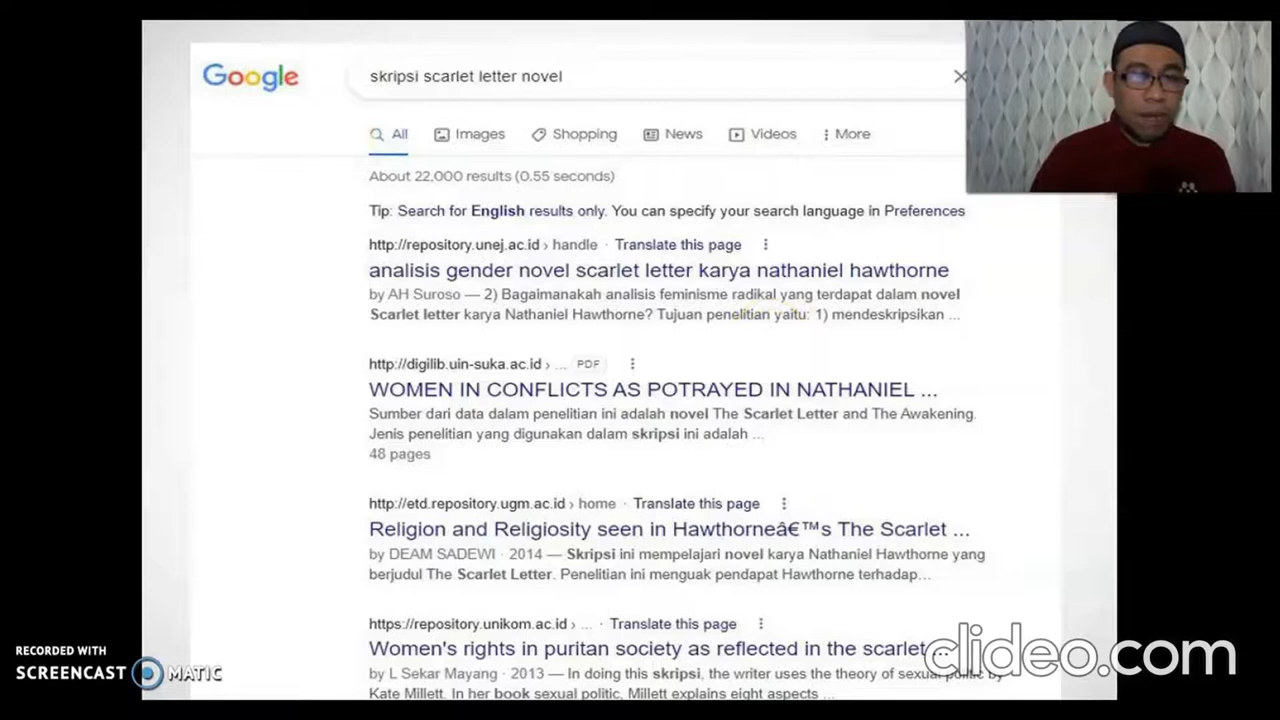 Google
skripsi scarlet letter novel
All Images Shopping News Videos More
About 22,000 results (0.55 seconds)
Tip: Search for English results only. You can specify your search language in Preferences
http://repository.unej.ac.id › handle · Translate this page
analisis gender novel scarlet letter karya nathaniel hawthorne
by AH Suroso — 2) Bagaimanakah analisis feminisme radikal yang terdapat dalam novel
Scarlet letter karya Nathaniel Hawthorne? Tujuan penelitian yaitu: 1) mendeskripsikan ...
http://digilib.uin-suka.ac.id › ... PDF
WOMEN IN CONFLICTS AS POTRAYED IN NATHANIEL ...
Sumber dari data dalam penelitian ini adalah novel The Scarlet Letter and The Awakening.
Jenis penelitian yang digunakan dalam skripsi ini adalah ...
48 pages
http://etd.repository.ugm.ac.id › home · Translate this page
Religion and Religiosity seen in Hawthorneâ€™s The Scarlet ...
by DEAM SADEWI · 2014 — Skripsi ini mempelajari novel karya Nathaniel Hawthorne yang
berjudul The Scarlet Letter. Penelitian ini menguak pendapat Hawthorne terhadap...
https://repository.unikom.ac.id › ... Translate this page
Women's rights in puritan society as reflected in the scarlet ...
by L Sekar Mayang · 2013 — In doing this skripsi, the writer uses the theory of sexual politic by
Kate Millett. In her book sexual politic, Millett explains eight aspects ...
RECORDED WITH
SCREENCAST MATIC
clideo.com